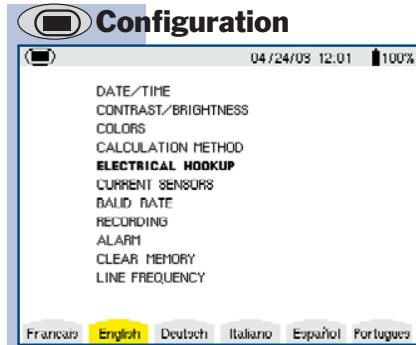 Configuration
04/24/03 12:01 100%
DATE/TIME
CONTRAST/BRIGHTNESS
COLORS
CALCULATION METHOD
ELECTRICAL HOOKUP
CURRENT SENSORS
BAUD RATE
RECORDING
ALARM
CLEAR MEMORY
LINE FREQUENCY
Francais English Deutsch Italiano Español Portugues